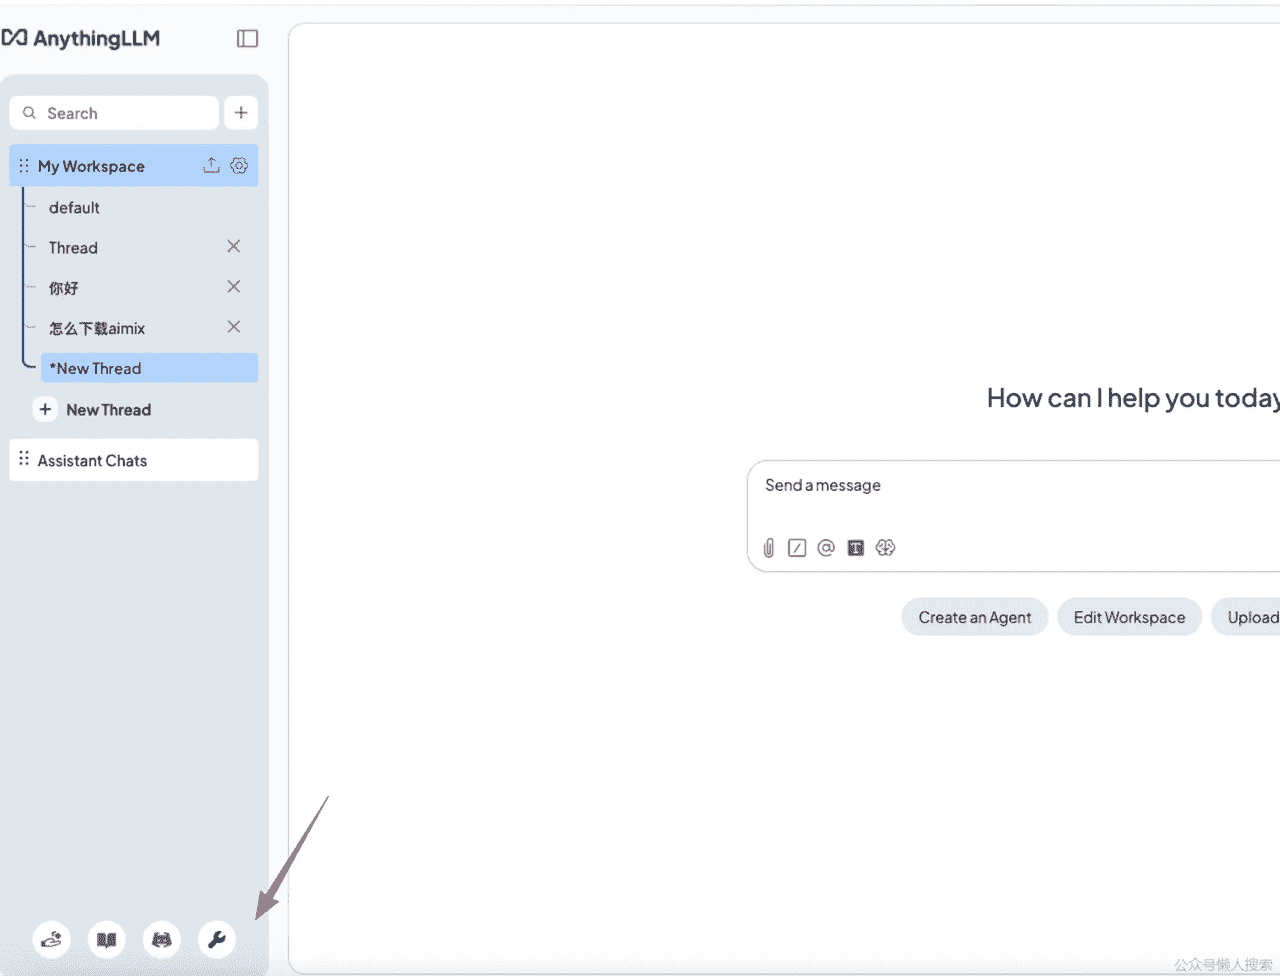 AnythingLLM
Search
My Workspace
default
Thread
你好
怎么下载aimix
*New Thread
New Thread
Assistant Chats
How can I help you today
Send a message
Create an Agent
Edit Workspace
Upload
公众号懒人搜索